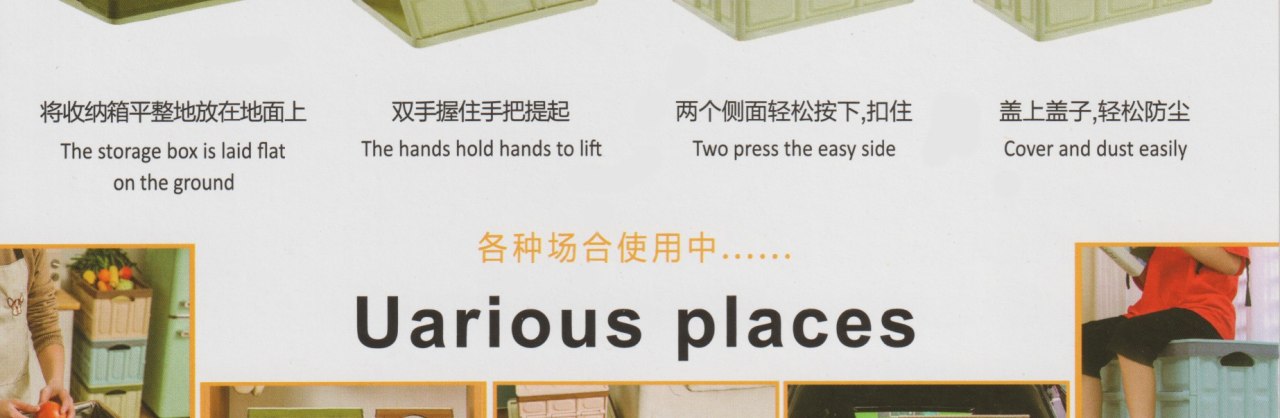 将收纳箱平整地放在地面上
The storage box is laid flat
on the ground
双手握住手把提起
The hands hold hands to lift
两个侧面轻松按下,扣住
Two press the easy side
盖上盖子,轻松防尘
Cover and dust easily
各种场合使用中......
Uarious places